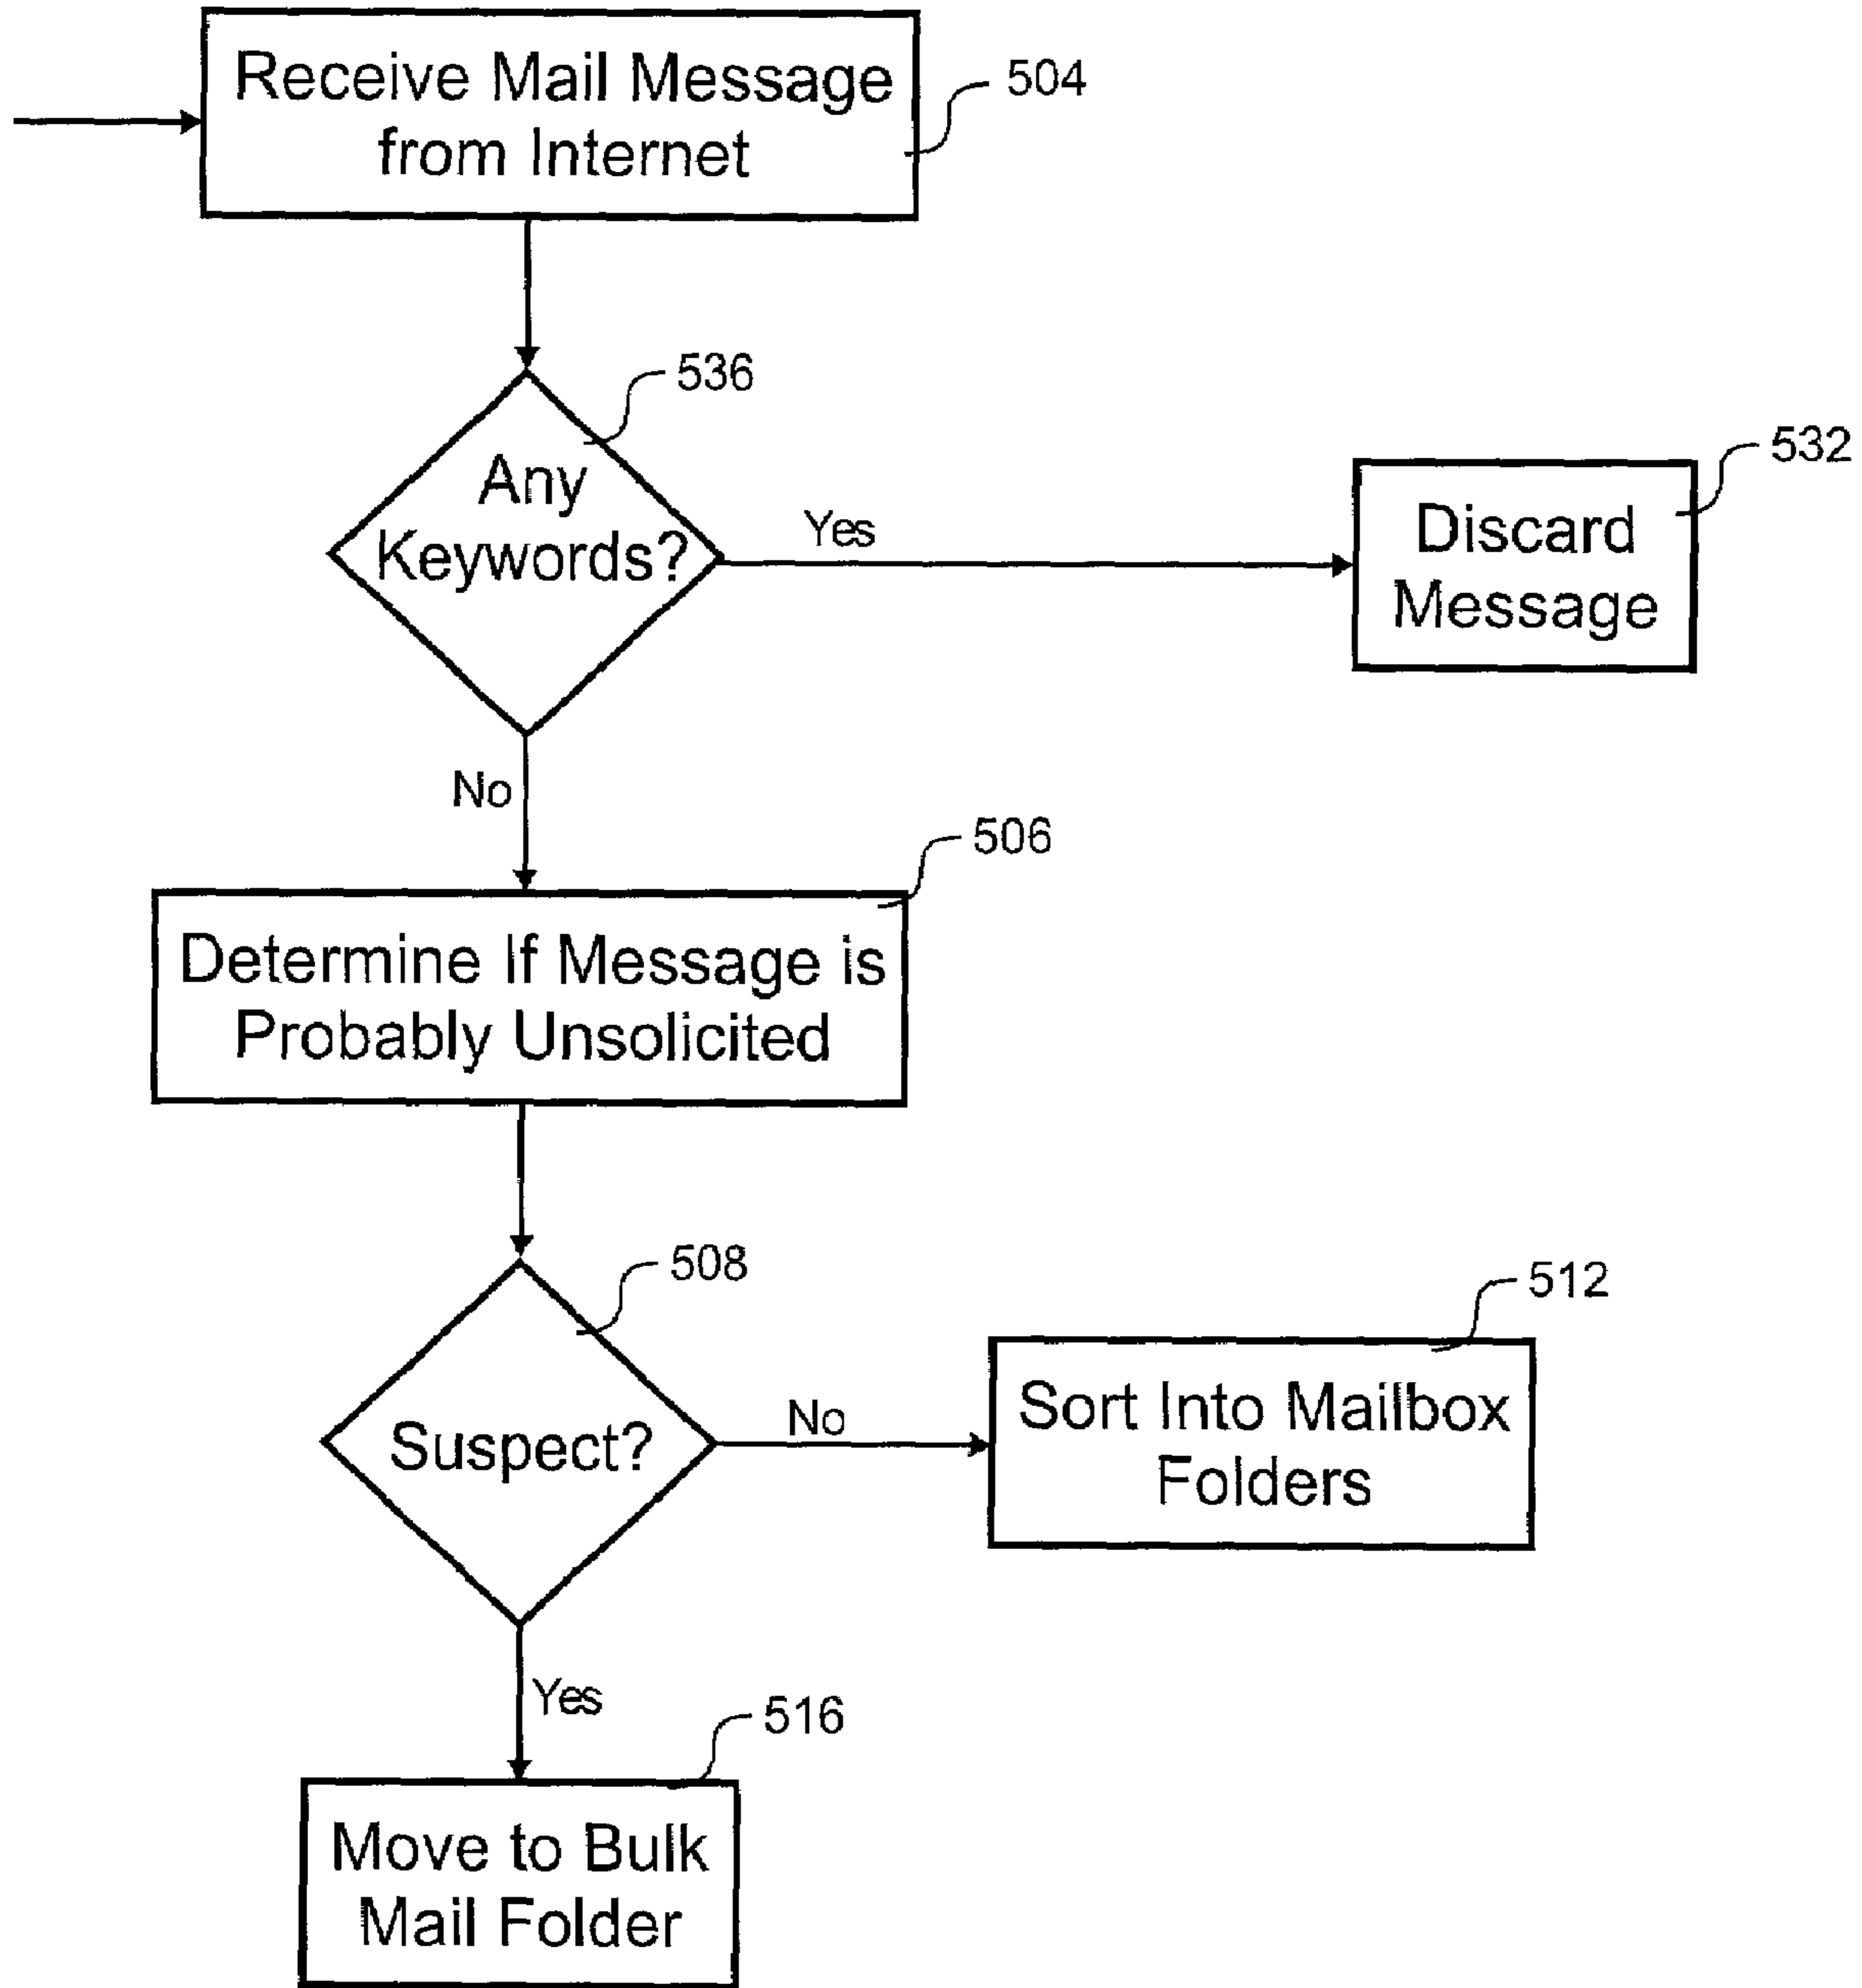 Receive Mail Message
from Internet
504
536
Any
Keywords?
Yes
532
Discard
Message
No
506
Determine If Message is
Probably Unsolicited
508
Suspect?
No
512
Sort Into Mailbox
Folders
Yes
516
Move to Bulk
Mail Folder